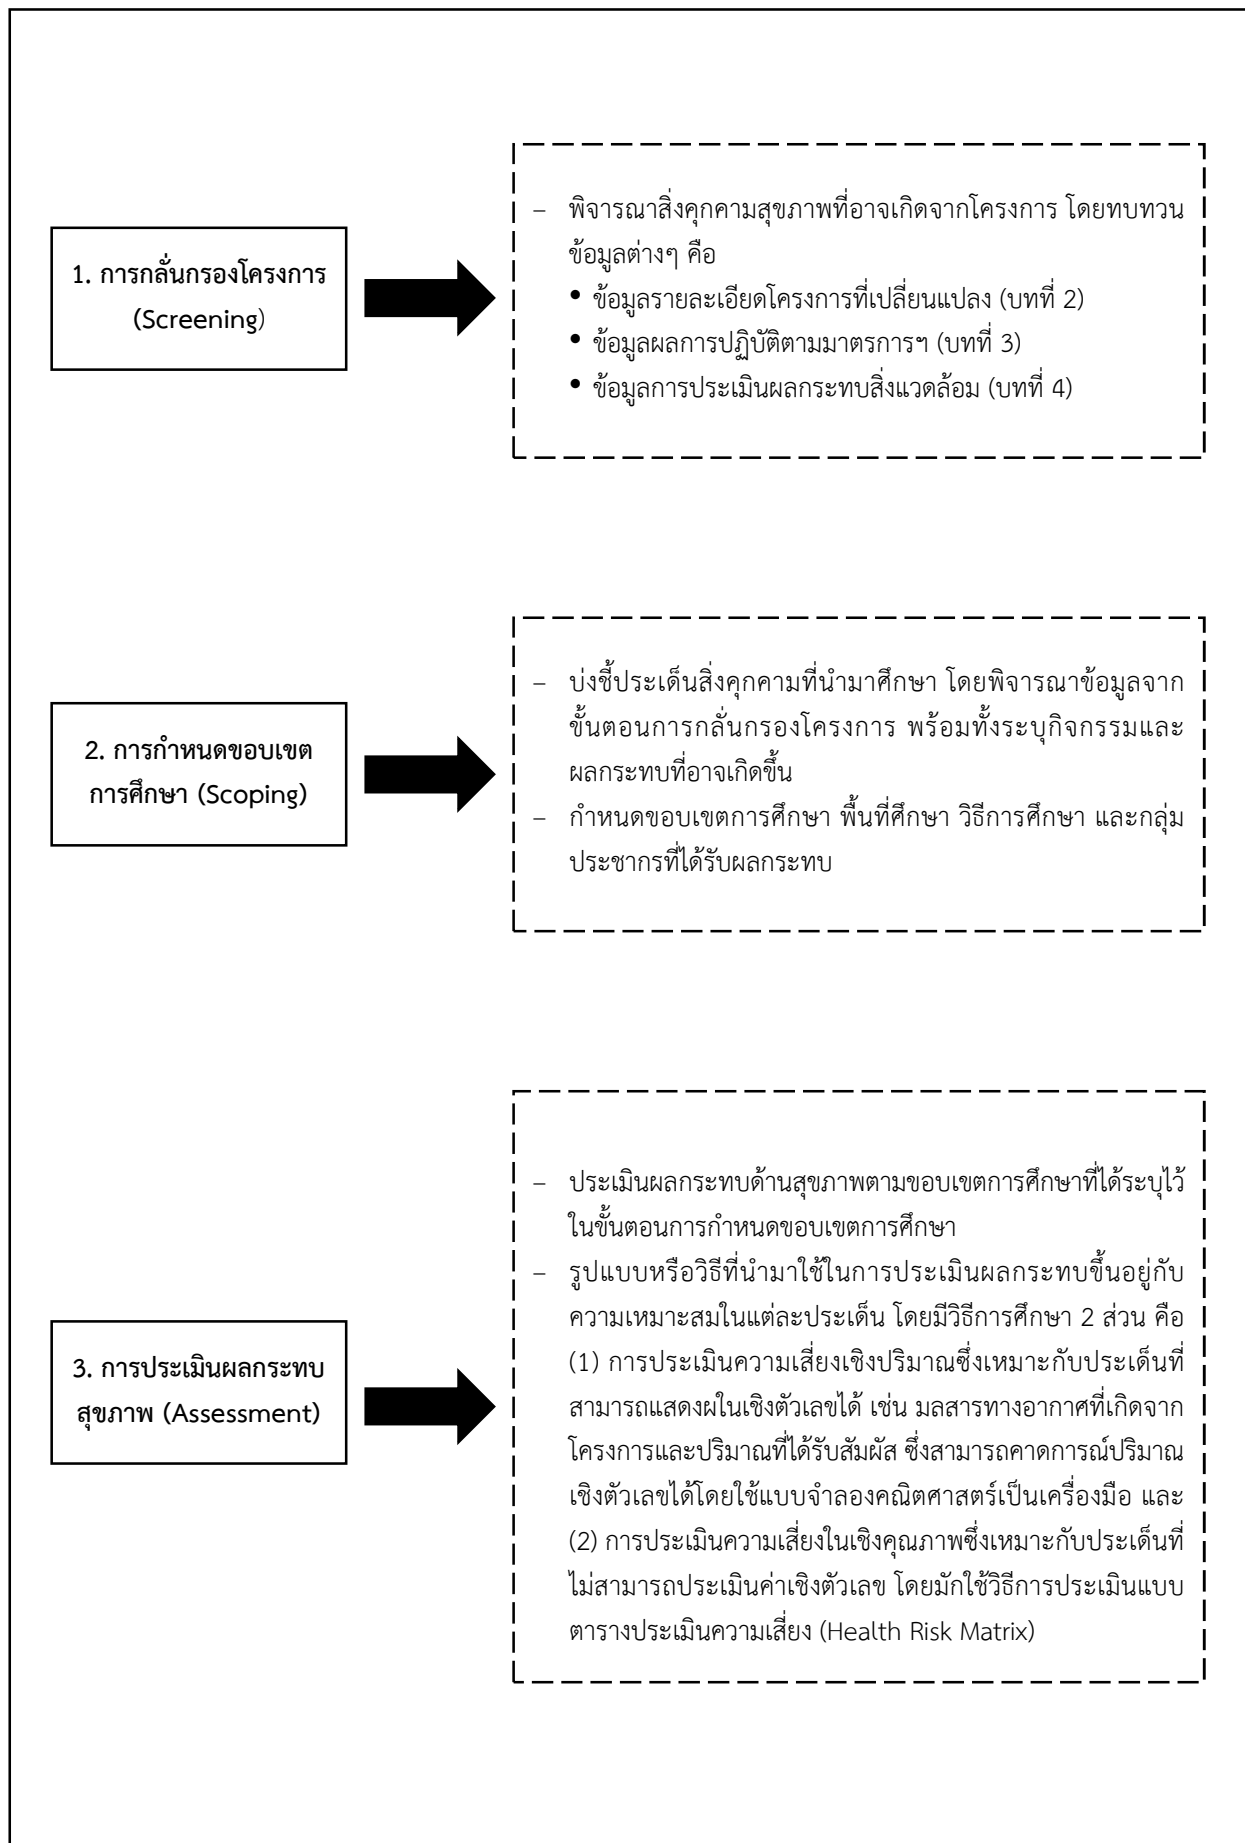 1. การกลั่นกรองโครงการ
(Screening)
– พิจารณาสิ่งคุกคามสุขภาพที่อาจเกิดจากโครงการ โดยทบทวน
ข้อมูลต่างๆ คือ
• ข้อมูลรายละเอียดโครงการที่เปลี่ยนแปลง (บทที่ 2)
• ข้อมูลผลการปฏิบัติตามมาตรการฯ (บทที่ 3)
• ข้อมูลการประเมินผลกระทบสิ่งแวดล้อม (บทที่ 4)
2. การกำหนดขอบเขต
การศึกษา (Scoping)
– บ่งชี้ประเด็นสิ่งคุกคามที่นำมาศึกษา โดยพิจารณาข้อมูลจาก
ขั้นตอนการกลั่นกรองโครงการ พร้อมทั้งระบุกิจกรรมและ
ผลกระทบที่อาจเกิดขึ้น
– กำหนดขอบเขตการศึกษา พื้นที่ศึกษา วิธีการศึกษา และกลุ่ม
ประชากรที่ได้รับผลกระทบ
3. การประเมินผลกระทบ
สุขภาพ (Assessment)
– ประเมินผลกระทบด้านสุขภาพตามขอบเขตการศึกษาที่ได้ระบุไว้
ในขั้นตอนการกำหนดขอบเขตการศึกษา
– รูปแบบหรือวิธีที่นำมาใช้ในการประเมินผลกระทบขึ้นอยู่กับ
ความเหมาะสมในแต่ละประเด็น โดยมีวิธีการศึกษา 2 ส่วน คือ
(1) การประเมินความเสี่ยงเชิงปริมาณซึ่งเหมาะกับประเด็นที่
สามารถแสดงผในเชิงตัวเลขได้ เช่น มลสารทางอากาศที่เกิดจาก
โครงการและปริมาณที่ได้รับสัมผัส ซึ่งสามารถคาดการณ์ปริมาณ
เชิงตัวเลขได้โดยใช้แบบจำลองคณิตศาสตร์เป็นเครื่องมือ และ
(2) การประเมินความเสี่ยงในเชิงคุณภาพซึ่งเหมาะกับประเด็นที่
ไม่สามารถประเมินค่าเชิงตัวเลข โดยมักใช้วิธีการประเมินแบบ
ตารางประเมินความเสี่ยง (Health Risk Matrix)